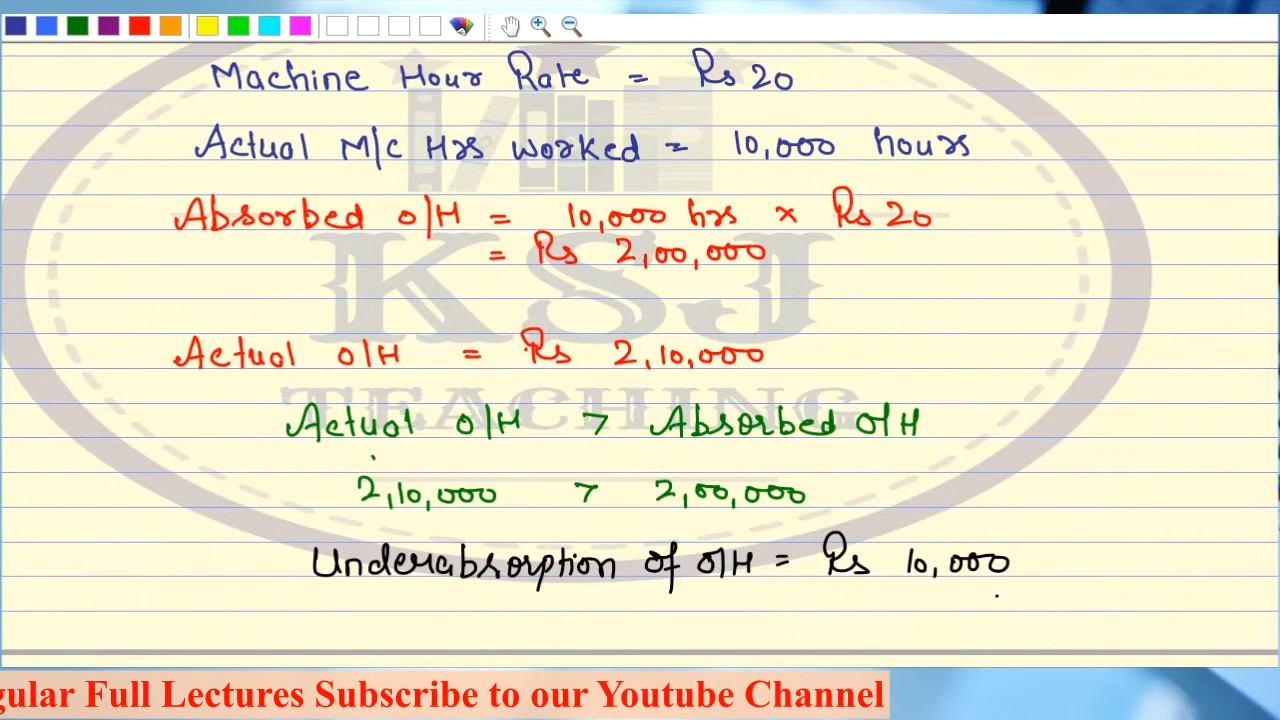 Machine Hour Rate = Rs 20
Actual M/c Hrs worked = 10,000 hours
Absorbed O/H = 10,000 hrs x Rs 20
= Rs 2,00,000
KSJ
Actual O/H = Rs 2,10,000
TEACHING
Actual O/H > Absorbed O/H
2,10,000 > 2,00,000
Underabsorption of O/H = Rs 10,000
gular Full Lectures Subscribe to our Youtube Channel